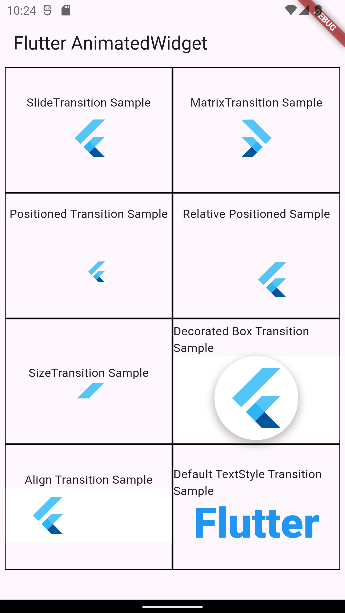 10:24
DEBUG
Flutter AnimatedWidget
SlideTransition Sample
MatrixTransition Sample
Positioned Transition Sample
Relative Positioned Sample
SizeTransition Sample
Decorated Box Transition
Sample
Align Transition Sample
Default TextStyle Transition
Sample
Flutter